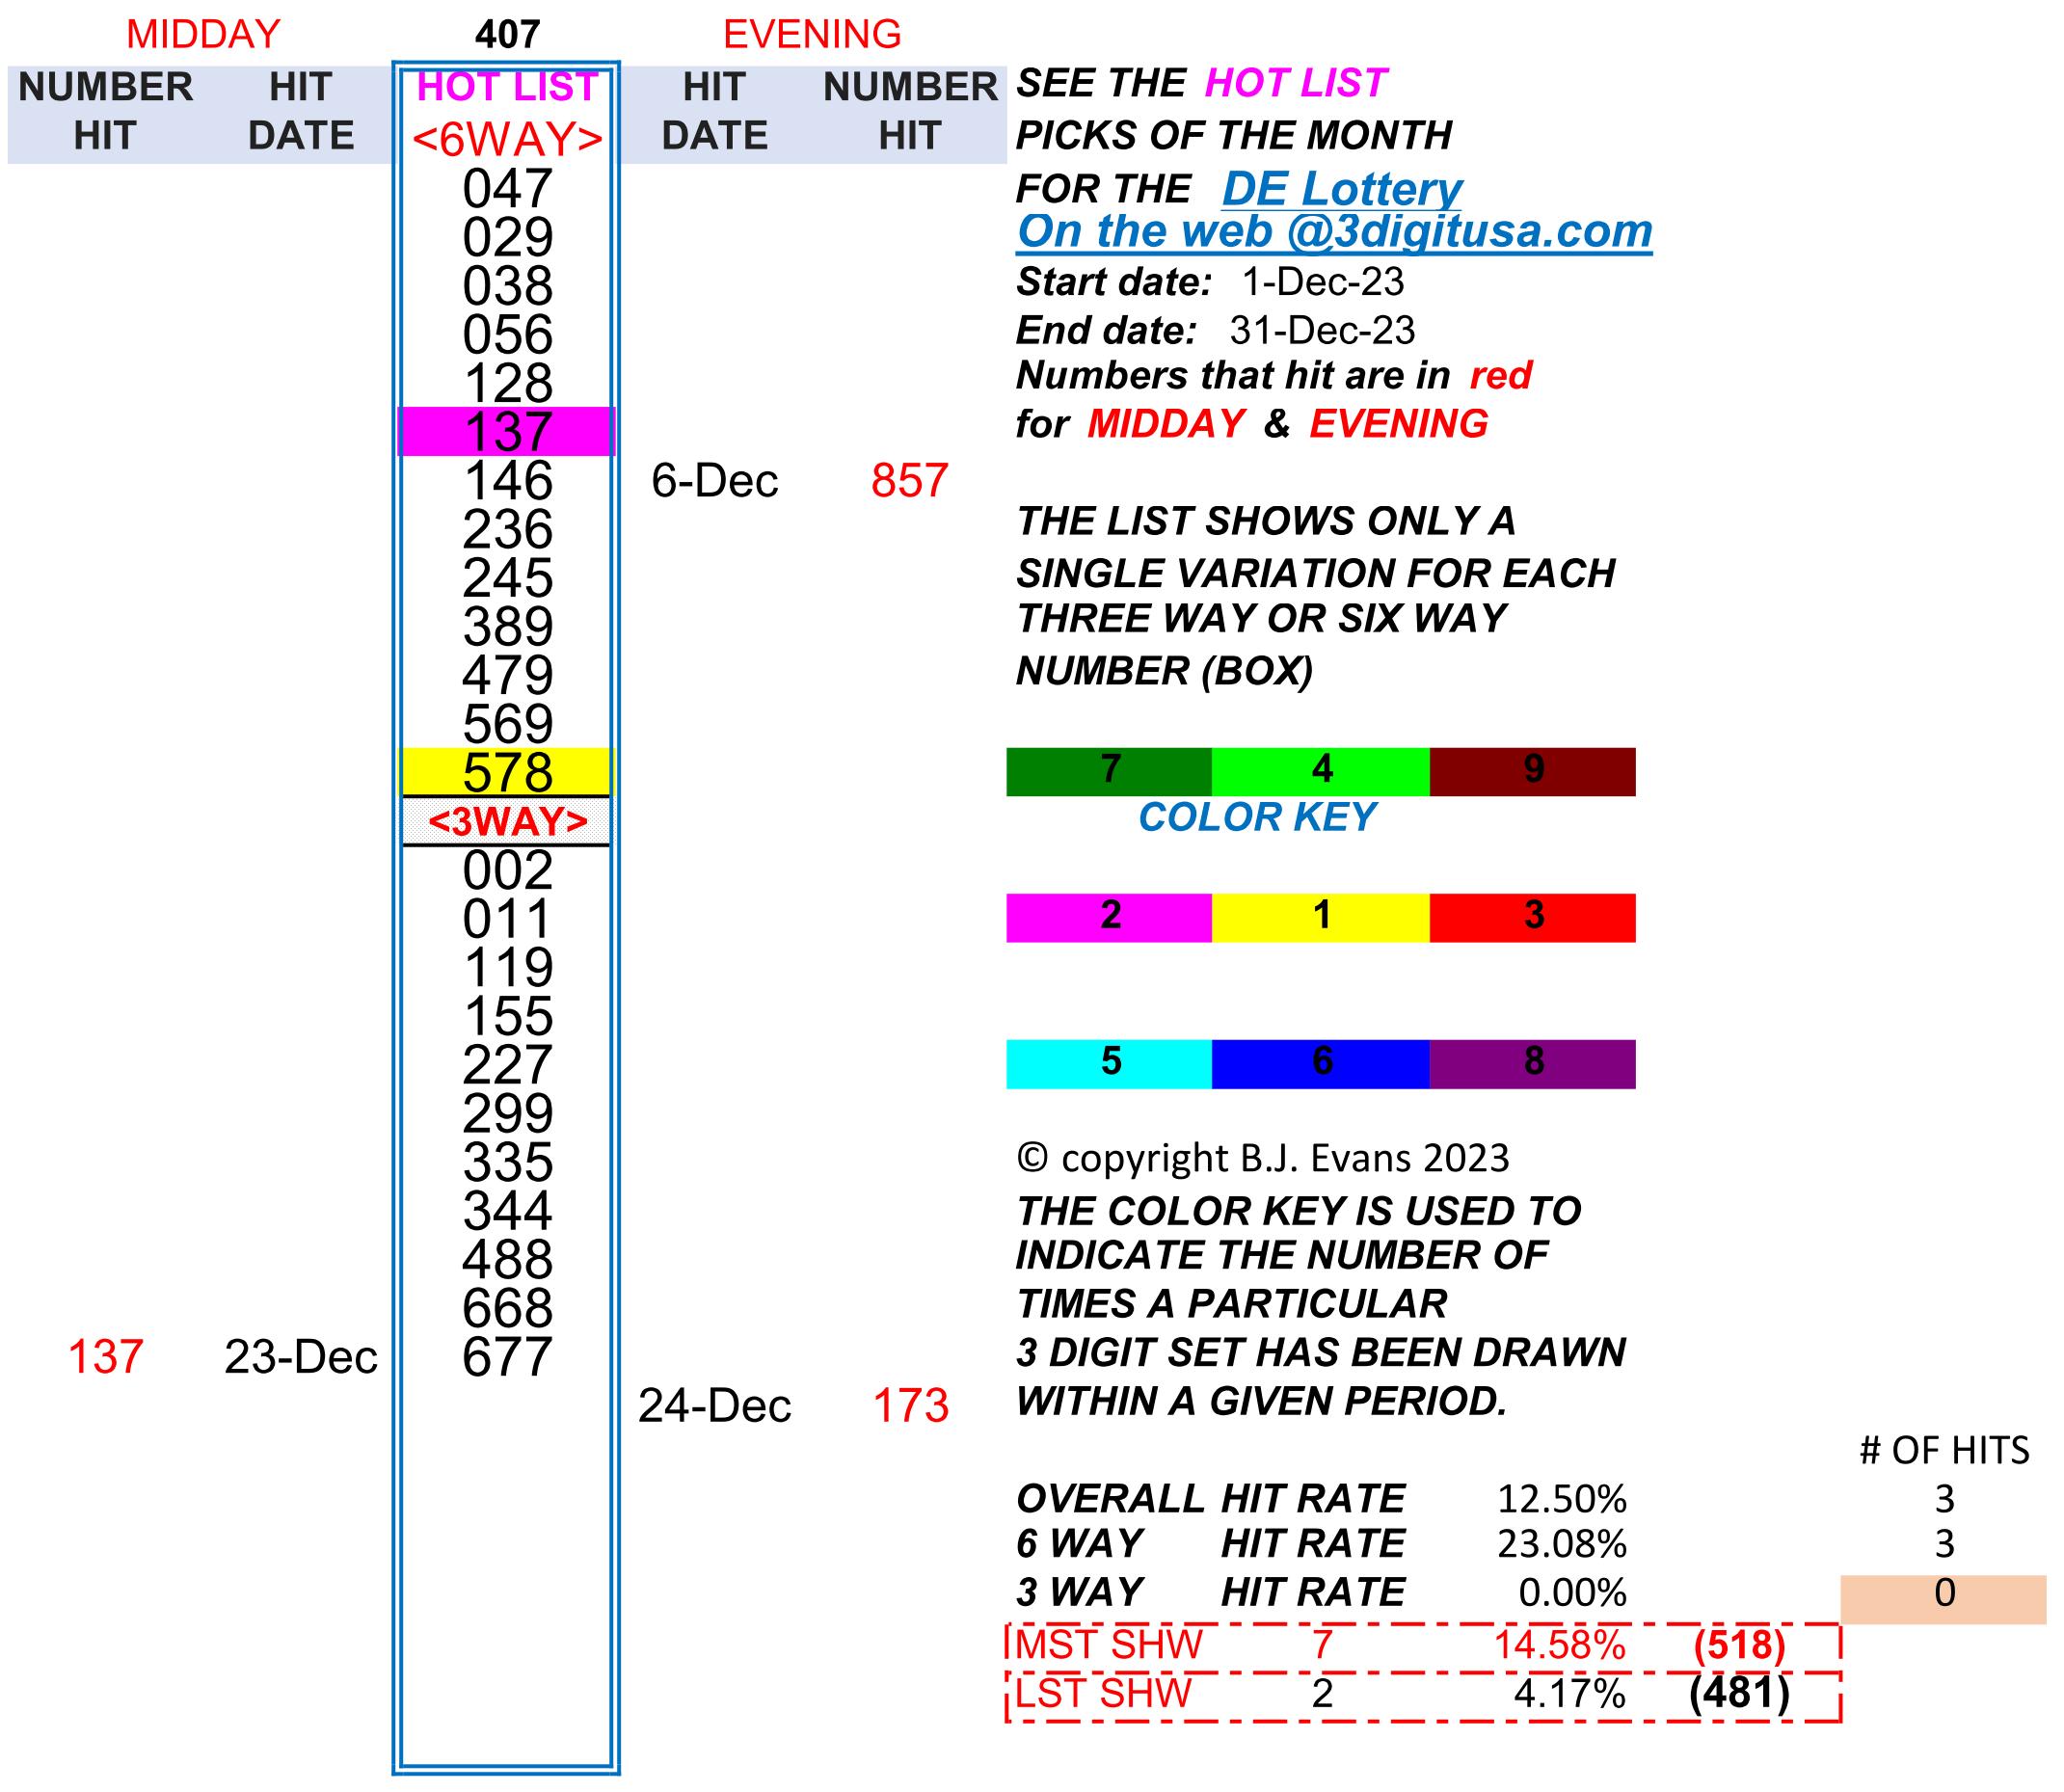 MIDDAY 407 EVENING
NUMBER HIT HOT LIST HIT NUMBER SEE THE HOT LIST
HIT DATE <6WAY> DATE HIT PICKS OF THE MONTH
047 FOR THE DE Lottery
029 On the web @3digitusa.com
038 Start date: 1-Dec-23
056 End date: 31-Dec-23
128 Numbers that hit are in red
137 for MIDDAY & EVENING
146 6-Dec 857
236 THE LIST SHOWS ONLY A
245 SINGLE VARIATION FOR EACH
389 THREE WAY OR SIX WAY
479 NUMBER (BOX)
569
578 7 4 9
<3WAY> COLOR KEY
002
011 2 1 3
119
155
227 5 6 8
299
335 © copyright B.J. Evans 2023
344 THE COLOR KEY IS USED TO
488 INDICATE THE NUMBER OF
668 TIMES A PARTICULAR
137 23-Dec 677 3 DIGIT SET HAS BEEN DRAWN
24-Dec 173 WITHIN A GIVEN PERIOD.
# OF HITS
OVERALL HIT RATE 12.50% 3
6 WAY HIT RATE 23.08% 3
3 WAY HIT RATE 0.00% 0
MST SHW 7 14.58% (518)
LST SHW 2 4.17% (481)